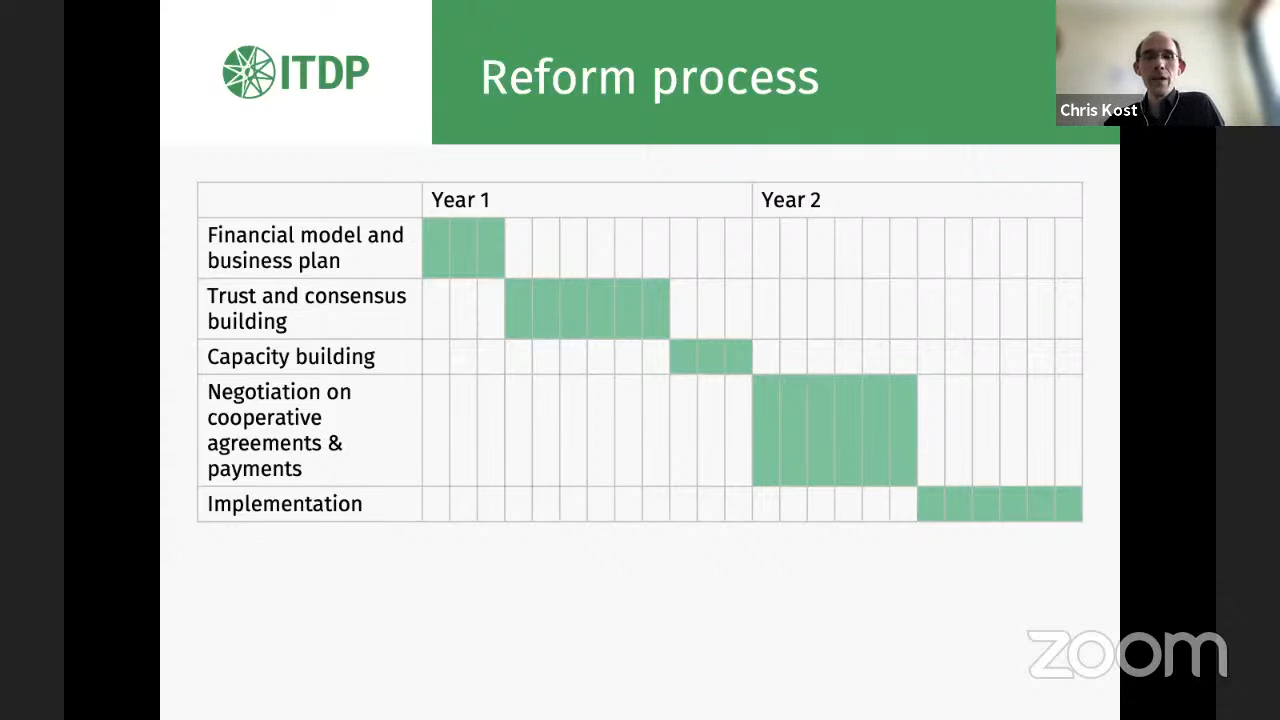 ITDP
Reform process
Chris Kost
Year 1
Year 2
Financial model and
business plan
Trust and consensus
building
Capacity building
Negotiation on
cooperative
agreements &
payments
Implementation
zoom